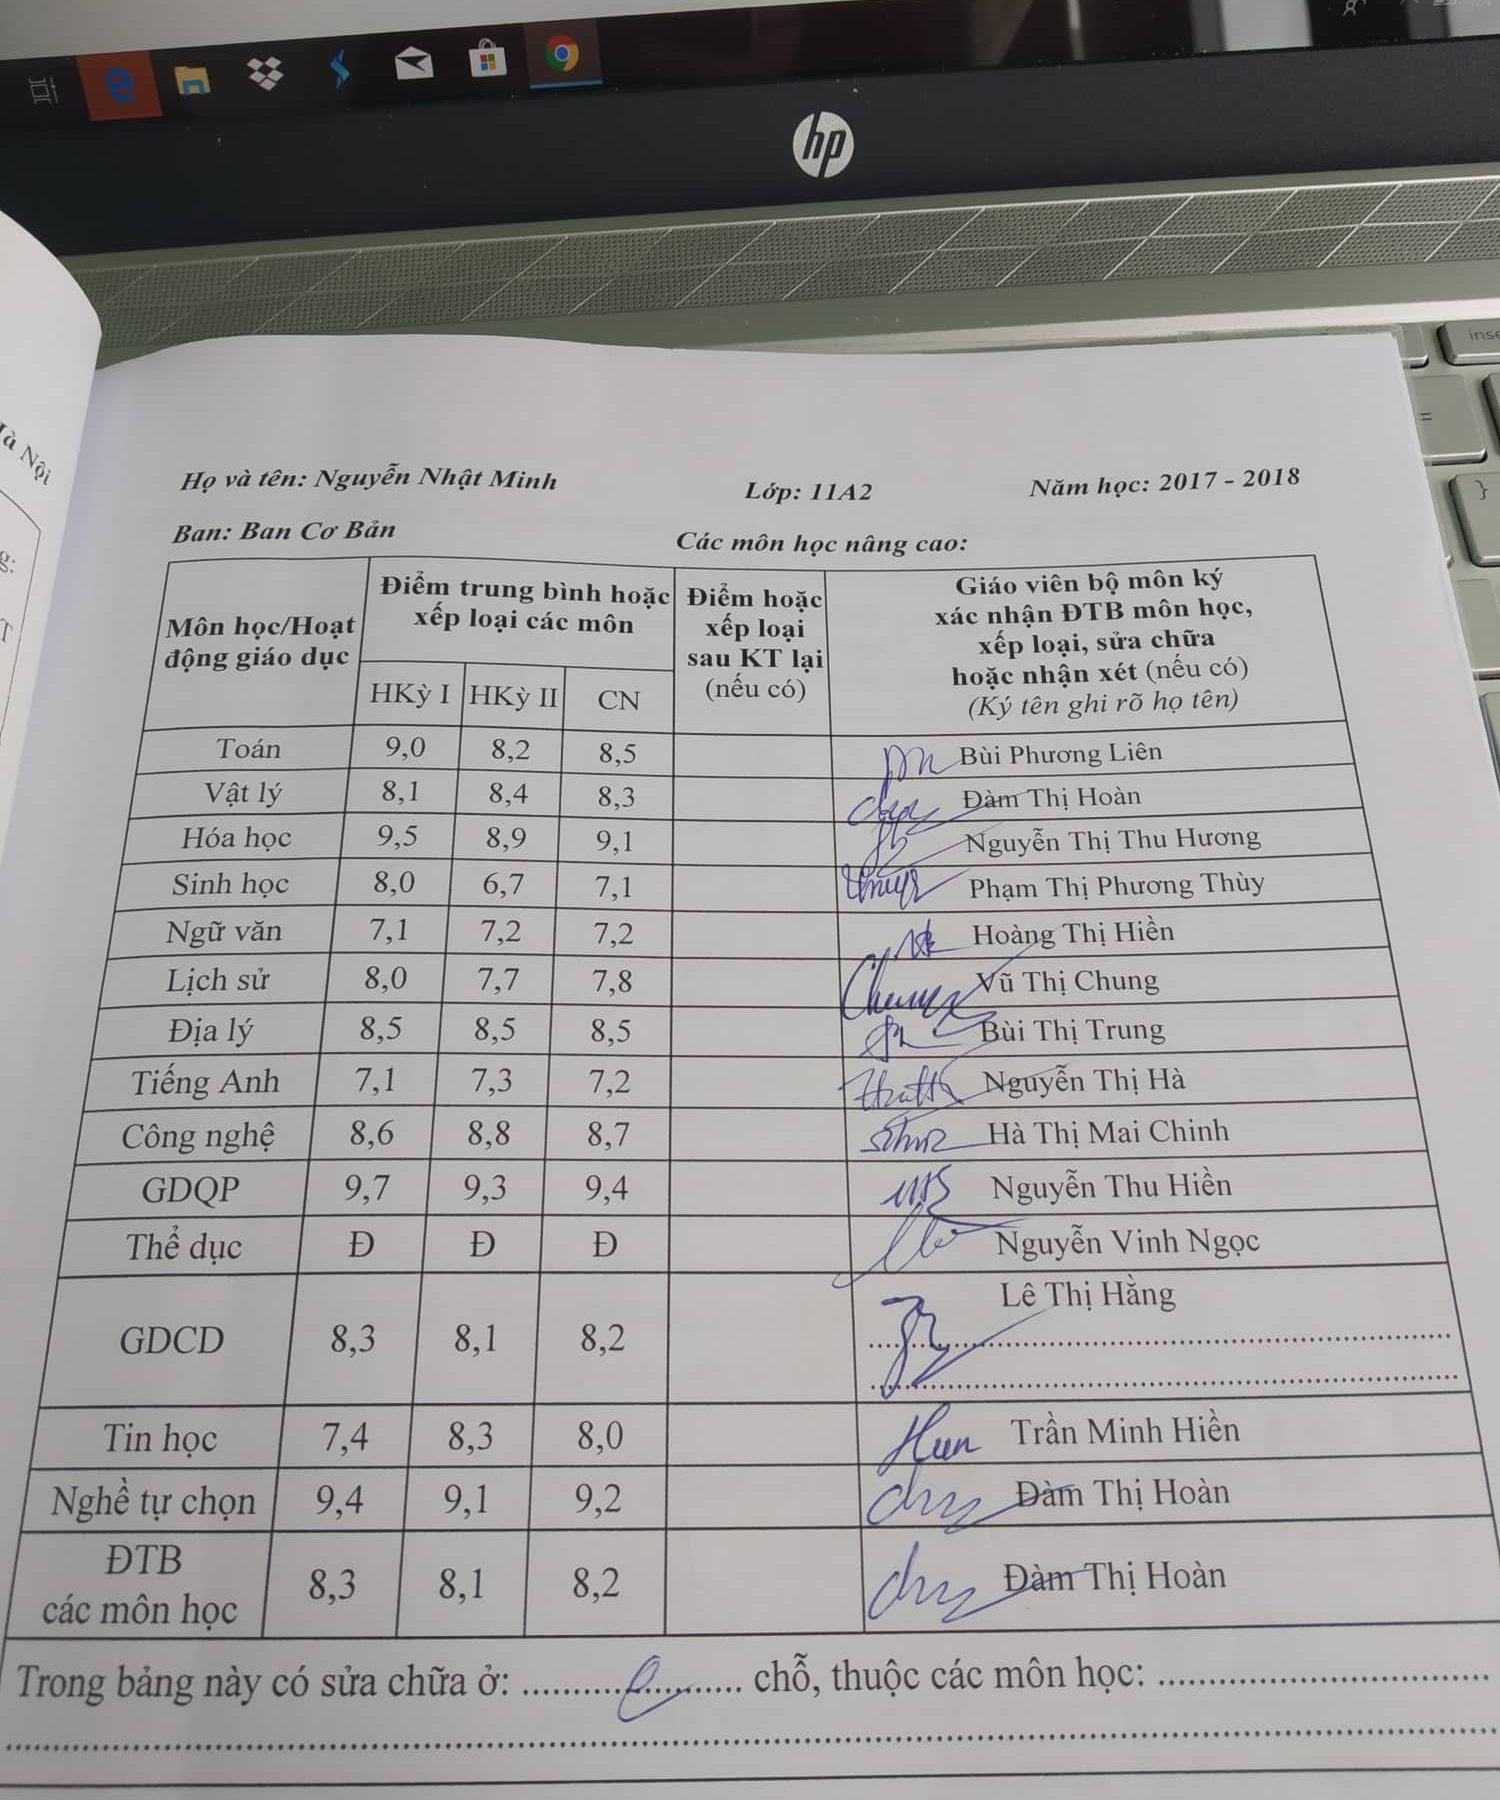 hp
inse
=
}
Hà Nội
g:
T
Họ và tên: Nguyễn Nhật Minh Lớp: 11A2 Năm học: 2017 - 2018
Ban: Ban Cơ Bản Các môn học nâng cao:
Môn học/Hoạt động giáo dục
Điểm trung bình hoặc xếp loại các môn
Điểm hoặc xếp loại sau KT lại (nếu có)
Giáo viên bộ môn ký
xác nhận ĐTB môn học,
xếp loại, sửa chữa
hoặc nhận xét (nếu có)
(Ký tên ghi rõ họ tên)
HKỳ I HKỳ II CN
Toán 9,0 8,2 8,5 Bùi Phương Liên
Vật lý 8,1 8,4 8,3 Đàm Thị Hoàn
Hóa học 9,5 8,9 9,1 Nguyễn Thị Thu Hương
Sinh học 8,0 6,7 7,1 Phạm Thị Phương Thùy
Ngữ văn 7,1 7,2 7,2 Hoàng Thị Hiền
Lịch sử 8,0 7,7 7,8 Vũ Thị Chung
Địa lý 8,5 8,5 8,5 Bùi Thị Trung
Tiếng Anh 7,1 7,3 7,2 Nguyễn Thị Hà
Công nghệ 8,6 8,8 8,7 Hà Thị Mai Chinh
GDQP 9,7 9,3 9,4 Nguyễn Thu Hiền
Thể dục Đ Đ Đ Nguyễn Vinh Ngọc
GDCD 8,3 8,1 8,2 Lê Thị Hằng
Tin học 7,4 8,3 8,0 Trần Minh Hiền
Nghề tự chọn 9,4 9,1 9,2 Đàm Thị Hoàn
ĐTB các môn học 8,3 8,1 8,2 Đàm Thị Hoàn
Trong bảng này có sửa chữa ở: ........................ chỗ, thuộc các môn học: ....................................